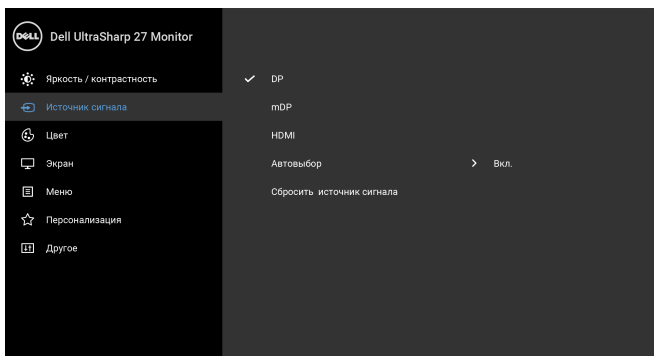 DELL
Dell UltraSharp 27 Monitor
Яркость / контрастность
DP
Источник сигнала
mDP
Цвет
HDMI
Экран
Автовыбор
Вкл.
Меню
Сбросить источник сигнала
Персонализация
Другое